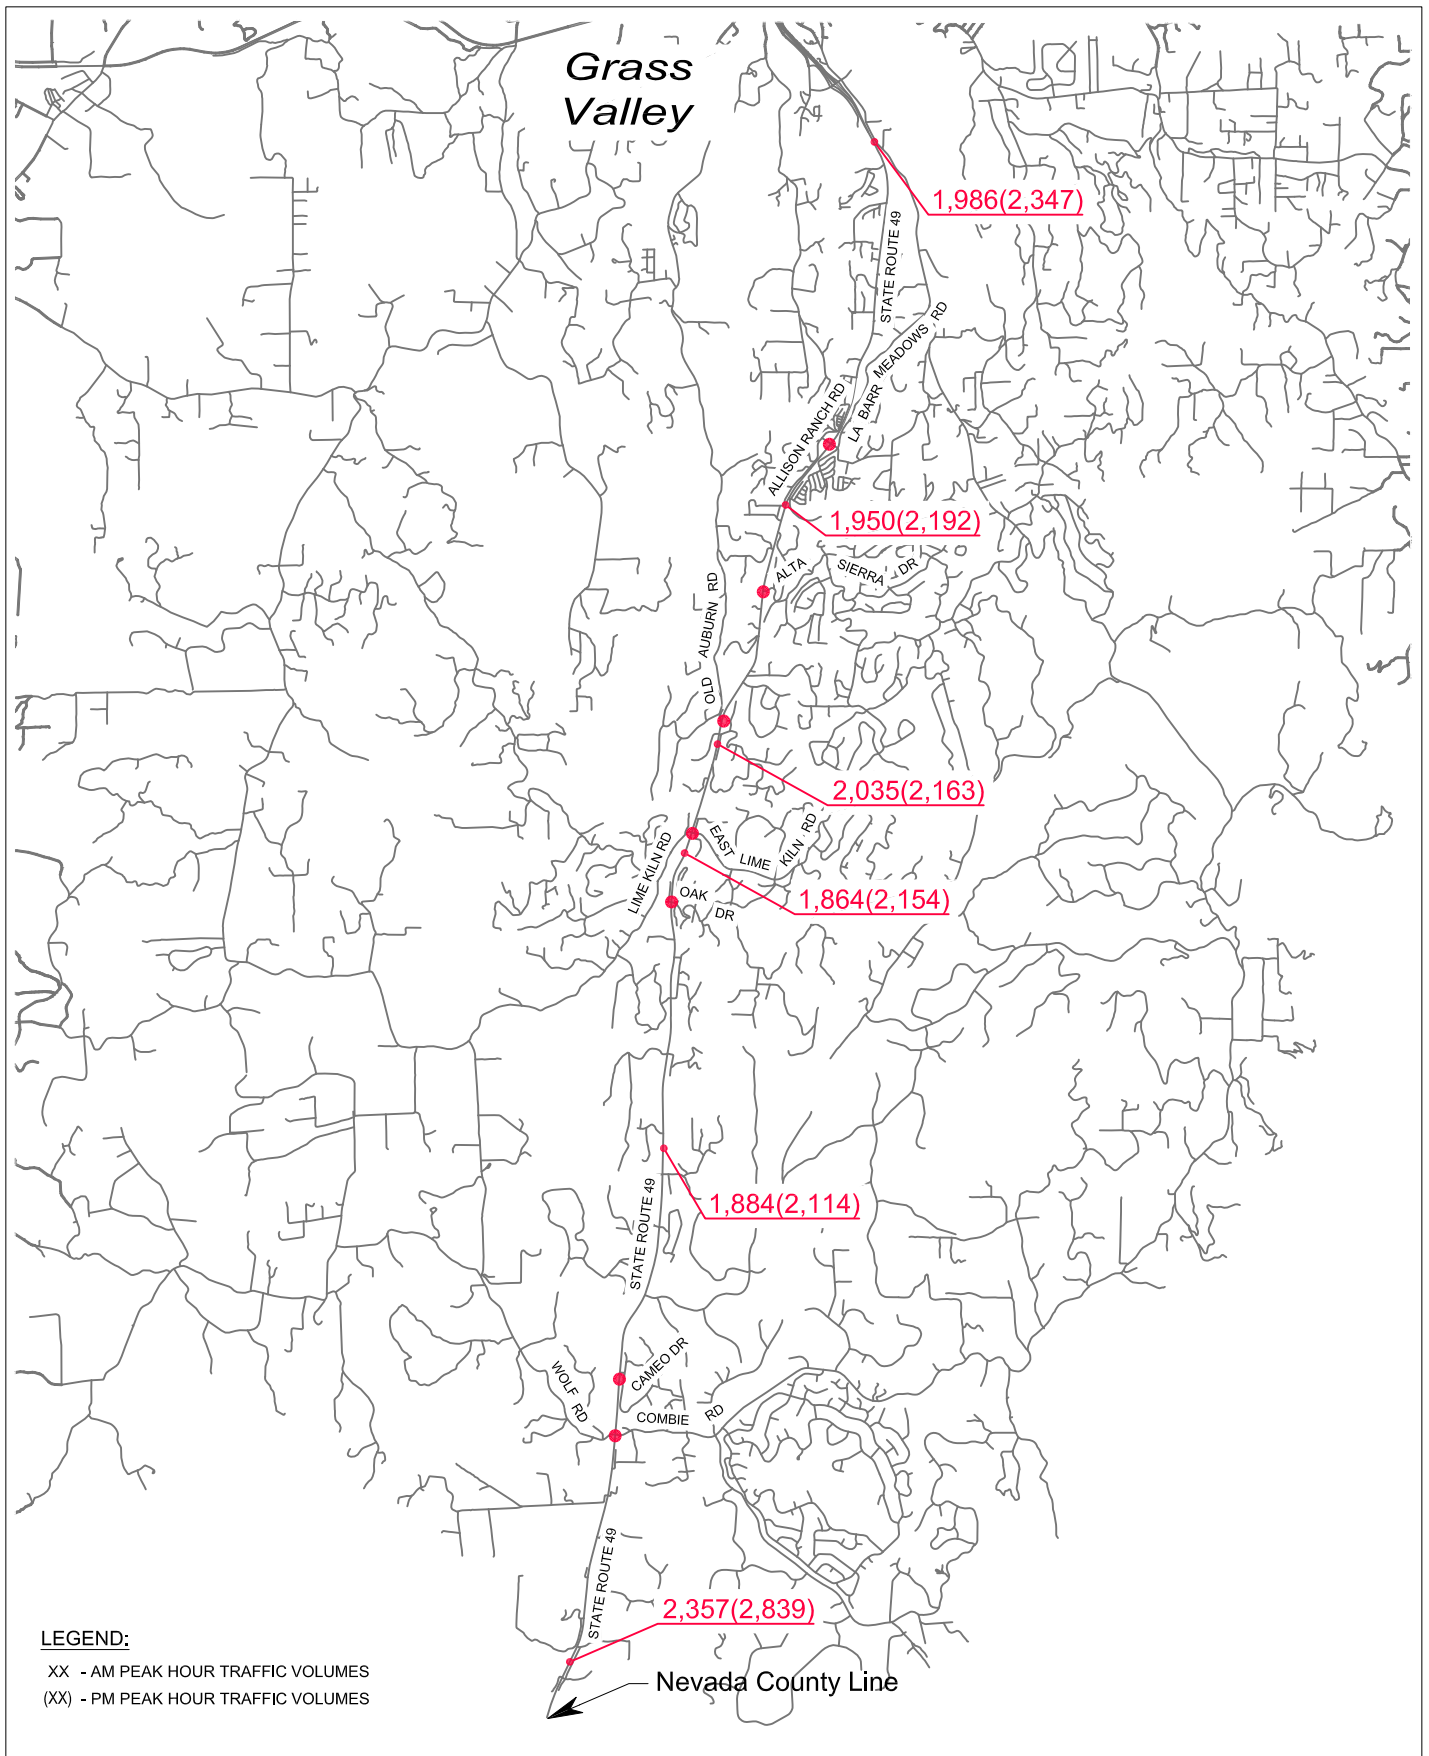 Grass
Valley
1,986(2,347)
STATE ROUTE 49
LA BARR MEADOWS RD
ALLISON RANCH RD
1,950(2,192)
ALTA SIERRA DR
OLD AUBURN RD
2,035(2,163)
EAST LIME KILN RD
LIME KILN RD
1,864(2,154)
OAK DR
1,884(2,114)
STATE ROUTE 49
CAMEO DR
WOLF RD
COMBIE RD
STATE ROUTE 49
2,357(2,839)
LEGEND:
XX - AM PEAK HOUR TRAFFIC VOLUMES
(XX) - PM PEAK HOUR TRAFFIC VOLUMES
Nevada County Line